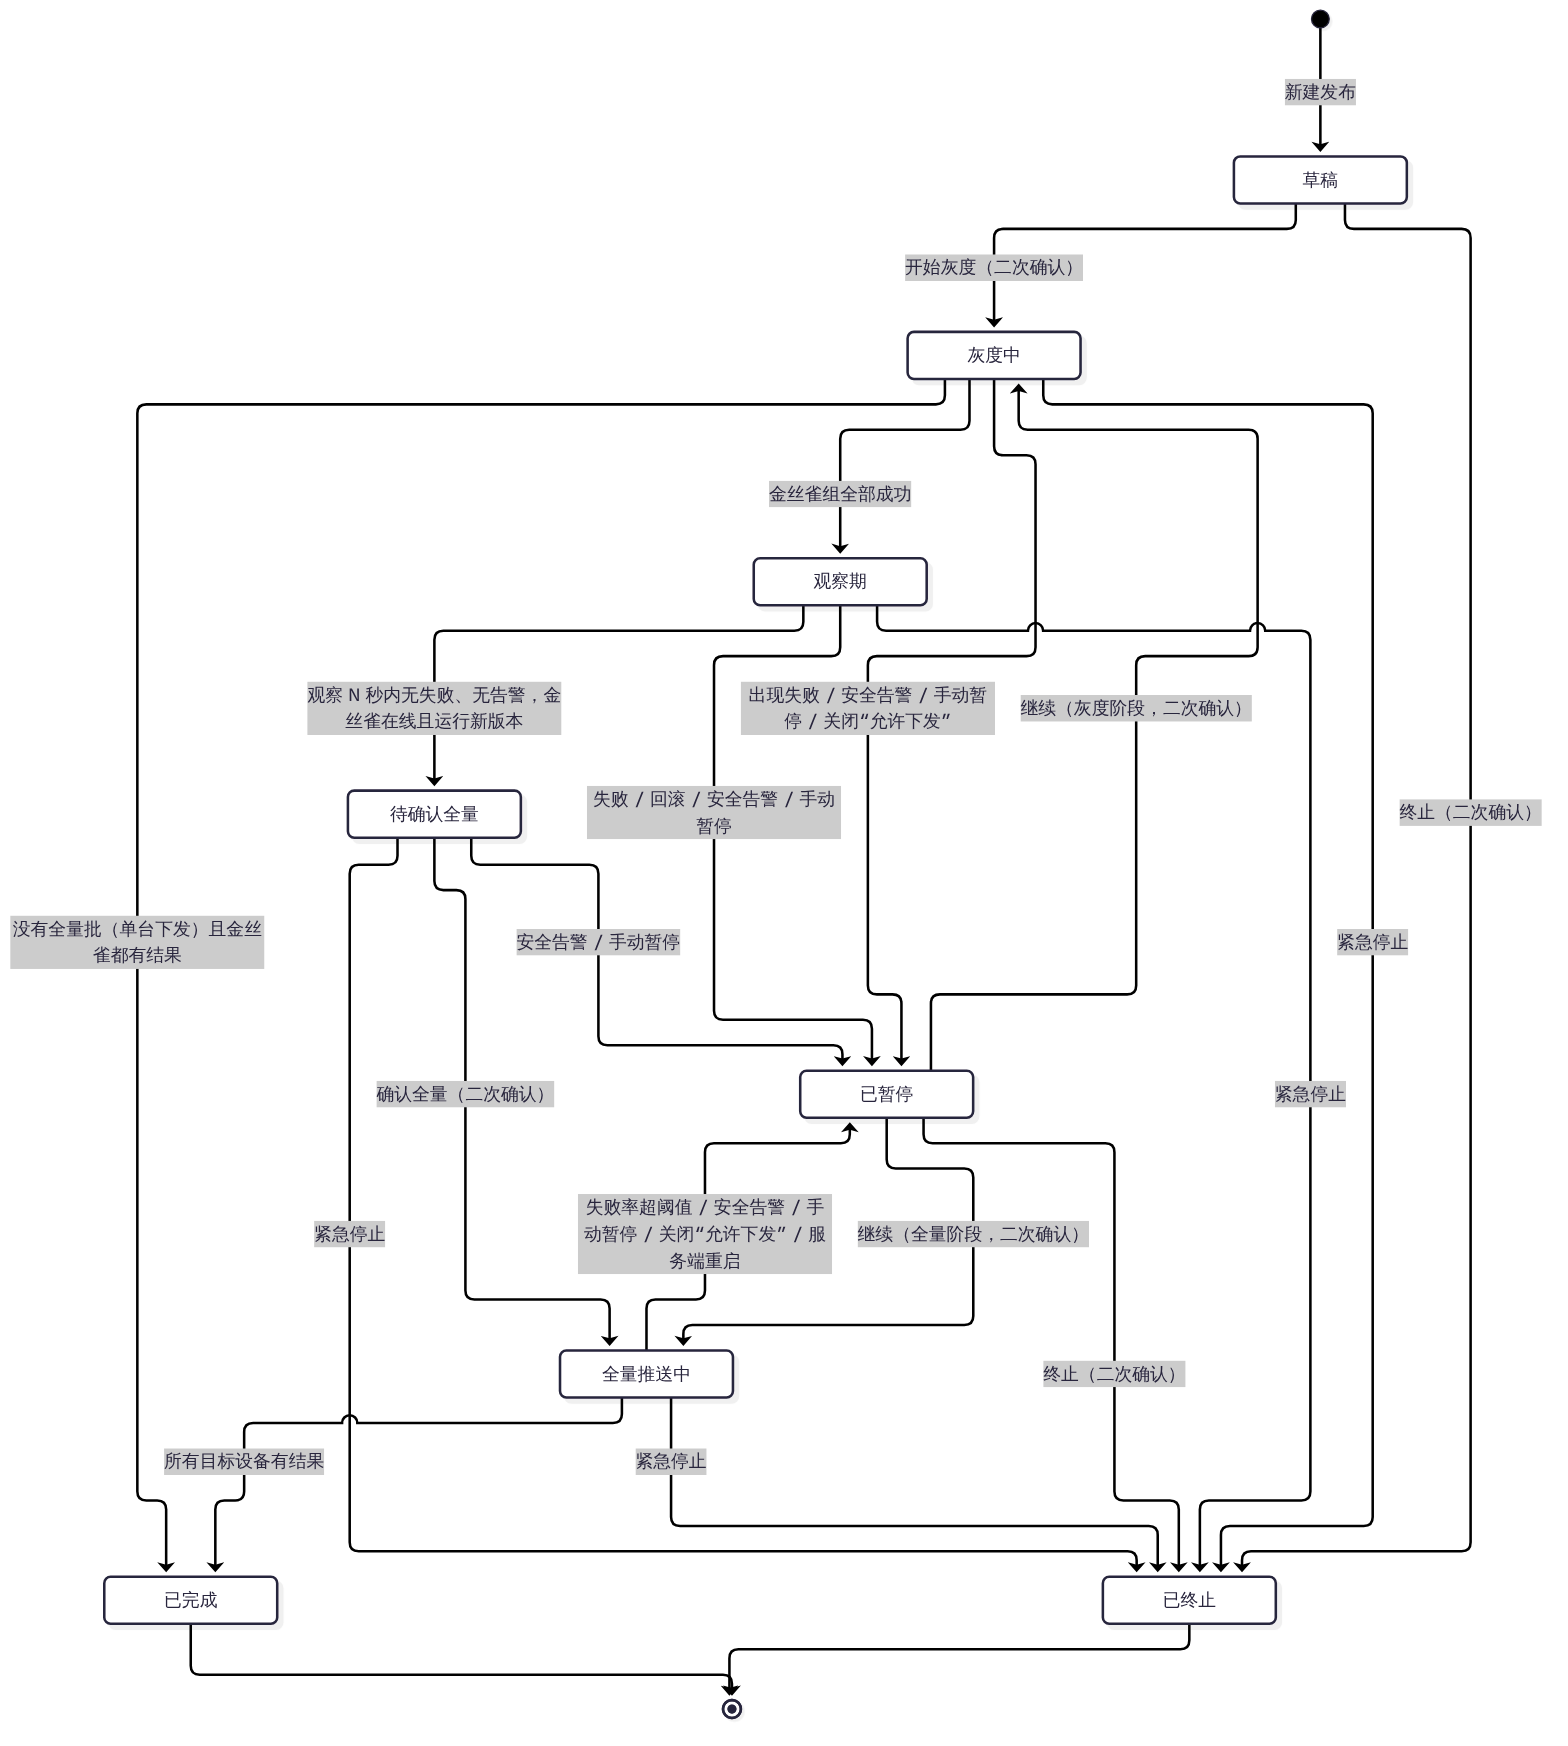 新建发布
草稿
开始灰度（二次确认）
灰度中
金丝雀组全部成功
观察期
观察 N 秒内无失败、无告警，金
丝雀在线且运行新版本
出现失败 / 安全告警 / 手动暂
停 / 关闭“允许下发”
继续（灰度阶段，二次确认）
待确认全量
失败 / 回滚 / 安全告警 / 手动
暂停
终止（二次确认）
没有全量批（单台下发）且金丝
雀都有结果
安全告警 / 手动暂停
紧急停止
确认全量（二次确认）
已暂停
紧急停止
紧急停止
失败率超阈值 / 安全告警 / 手
动暂停 / 关闭“允许下发” / 服
务端重启
继续（全量阶段，二次确认）
全量推送中
终止（二次确认）
所有目标设备有结果
紧急停止
已完成
已终止